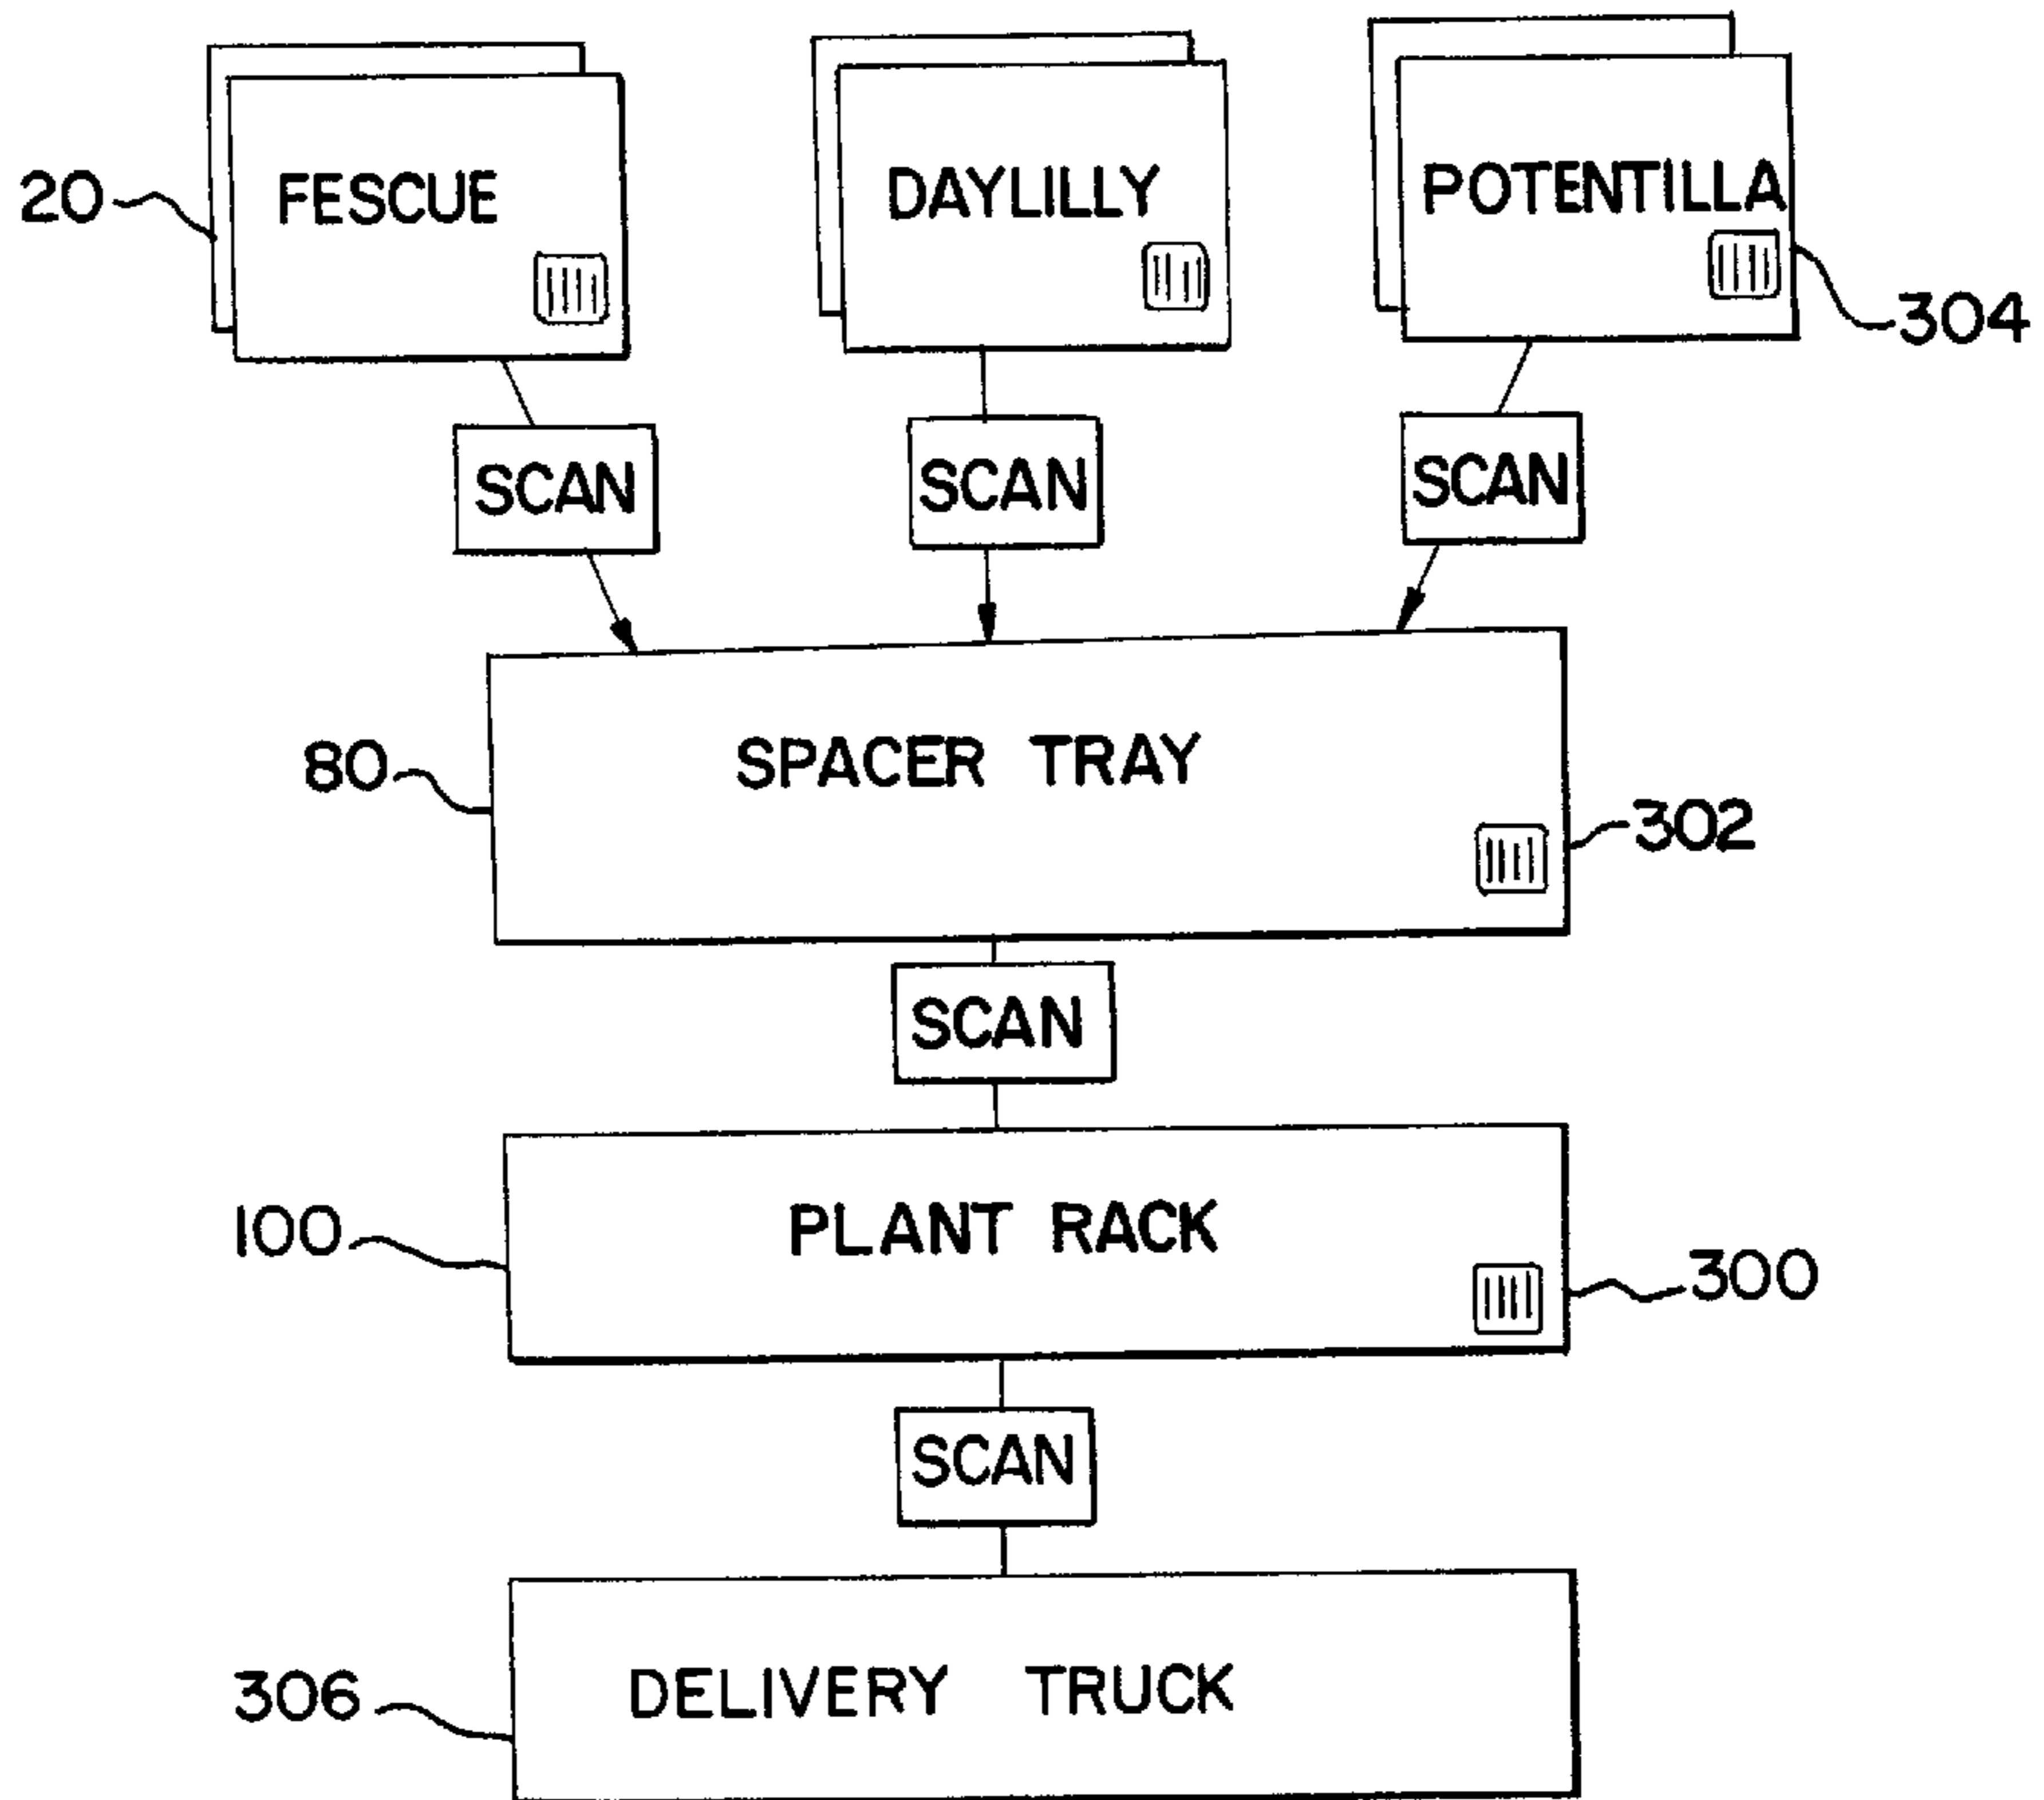 FESCUE
DAYLILLY
POTENTILLA
20
304
SCAN
SCAN
SCAN
SPACER TRAY
80
302
SCAN
PLANT RACK
100
300
SCAN
DELIVERY TRUCK
306